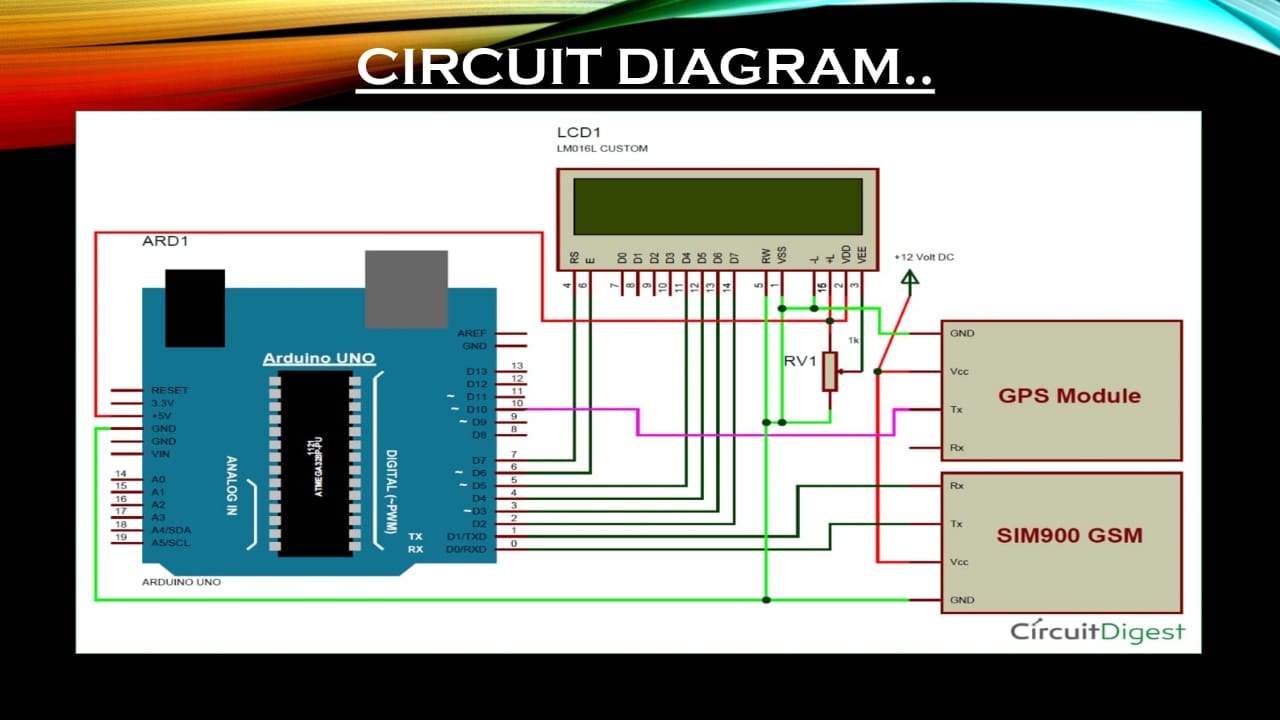 CIRCUIT DIAGRAM..
LCD1
LM016L CUSTOM
RS E D0 D1 D2 D3 D4 D5 D6 D7 RW VSS -L +L VDD VEE
4 6 7 8 9 10 11 12 13 14 5 1 16 15 2 3
+12 Volt DC
ARD1
Arduino UNO
1121
ATMEGA328P-PU
RESET
3.3V
+5V
GND
GND
VIN
14 A0
15 A1
16 A2
17 A3
18 A4/SDA
19 A5/SCL
ANALOG IN
DIGITAL (~PWM)
AREF
GND
D13 13
D12 12
~ D11 11
~ D10 10
~ D9 9
D8 8
D7 7
~ D6 6
~ D5 5
D4 4
~ D3 3
D2 2
TX D1/TXD 1
RX D0/RXD 0
ARDUINO UNO
RV1
1k
GND
Vcc
Tx
Rx
GPS Module
Rx
Tx
Vcc
GND
SIM900 GSM
CircuitDigest